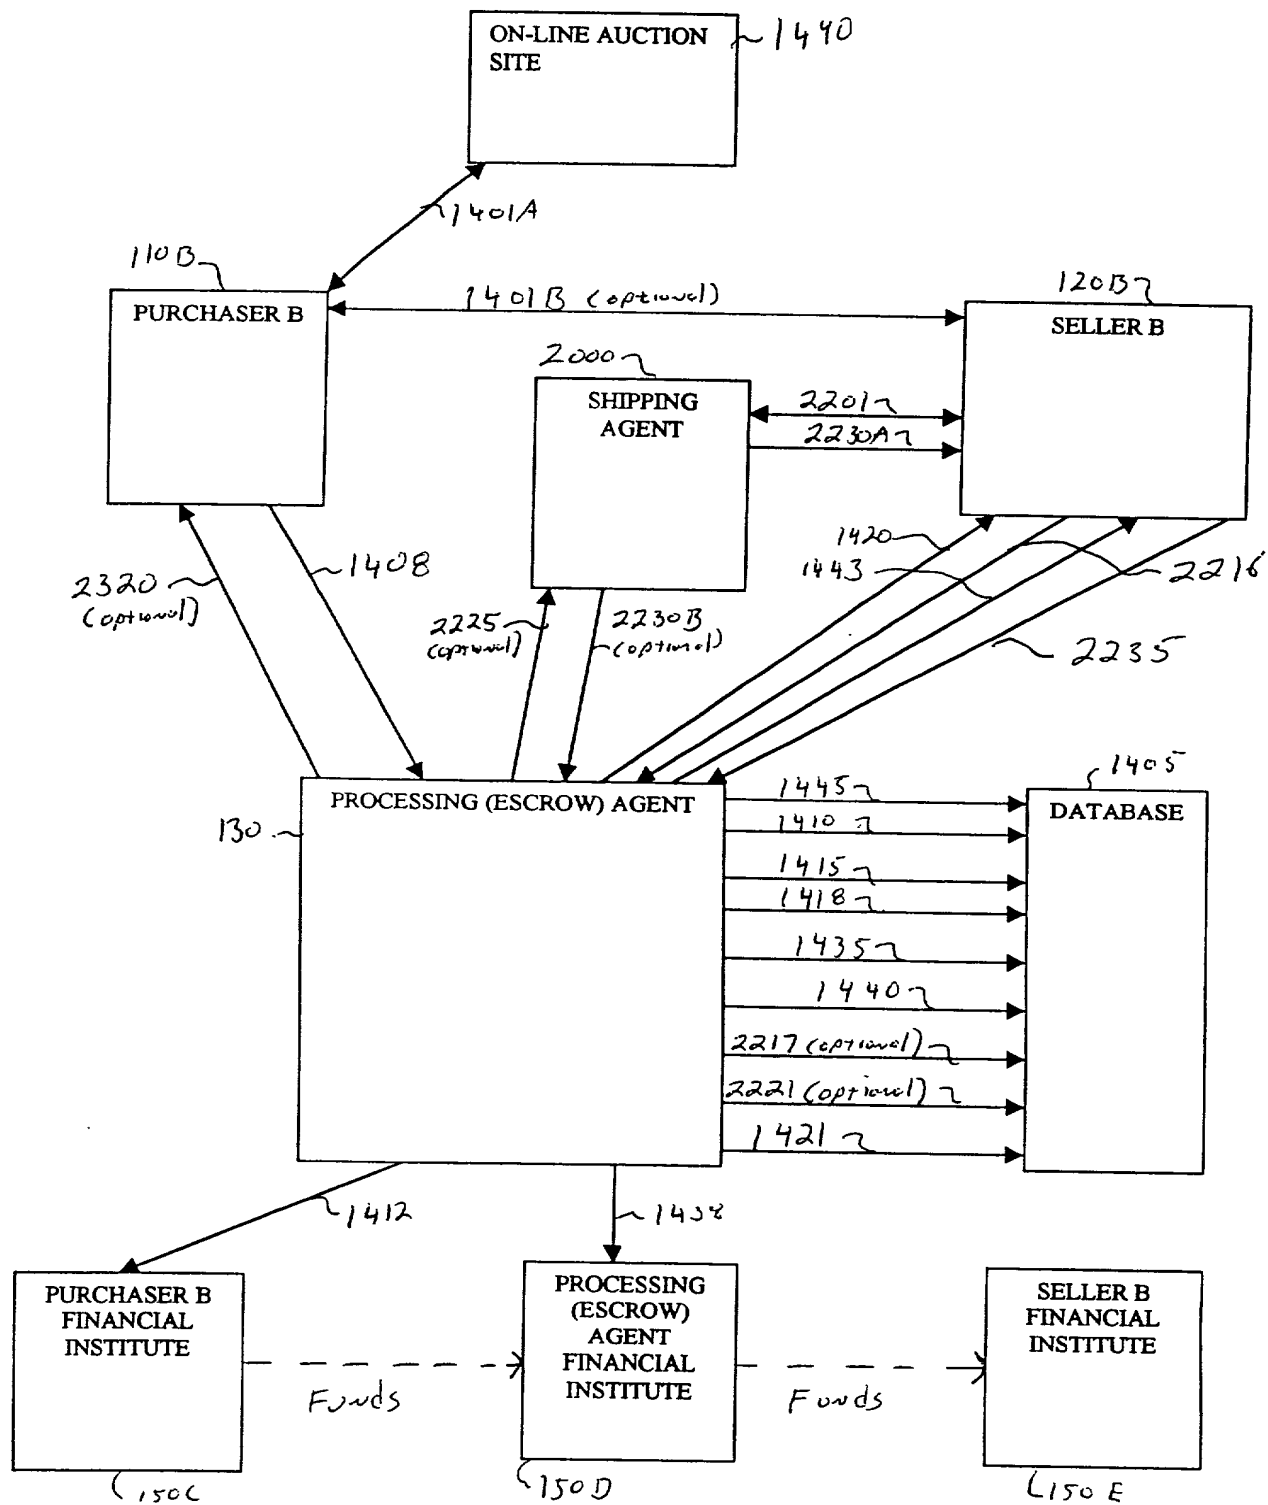 ON-LINE AUCTION
SITE
1440
1401A
110B
PURCHASER B
1401B (optional)
120B
SELLER B
2000
SHIPPING
AGENT
2201
2230A
2320
(optional)
1408
2225
(optional)
2230B
(optional)
1420
1443
2216
2235
130
PROCESSING (ESCROW) AGENT
1405
DATABASE
1445
1410
1415
1418
1435
1440
2217 (optional)
2221 (optional)
1421
1412
1438
PURCHASER B
FINANCIAL
INSTITUTE
PROCESSING
(ESCROW)
AGENT
FINANCIAL
INSTITUTE
SELLER B
FINANCIAL
INSTITUTE
Funds
Funds
150C
150D
150E